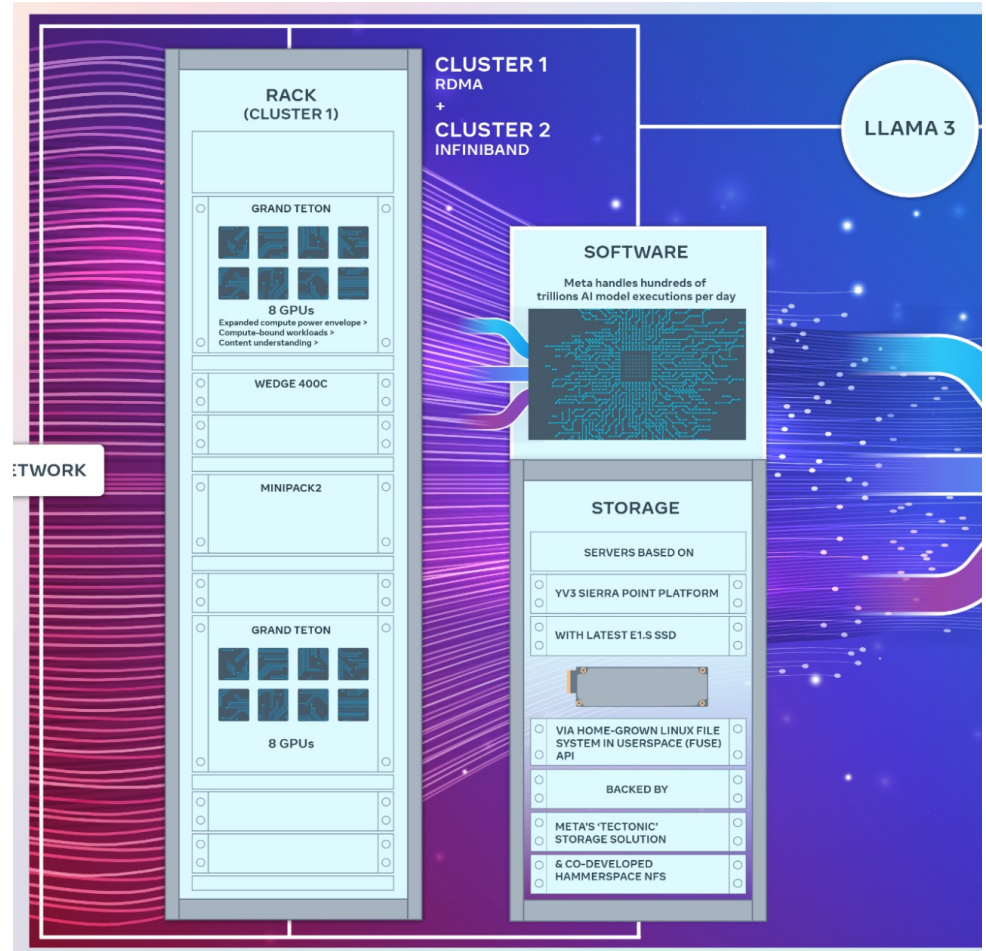 RACK
(CLUSTER 1)
GRAND TETON
8 GPUs
Expanded compute power envelope >
Compute-bound workloads >
Content understanding >
WEDGE 400C
MINIPACK2
GRAND TETON
8 GPUs
ETWORK
CLUSTER 1
RDMA
+
CLUSTER 2
INFINIBAND
LLAMA 3
SOFTWARE
Meta handles hundreds of
trillions AI model executions per day
STORAGE
SERVERS BASED ON
YV3 SIERRA POINT PLATFORM
WITH LATEST E1.S SSD
VIA HOME-GROWN LINUX FILE
SYSTEM IN USERSPACE (FUSE)
API
BACKED BY
META'S ‘TECTONIC’
STORAGE SOLUTION
& CO-DEVELOPED
HAMMERSPACE NFS